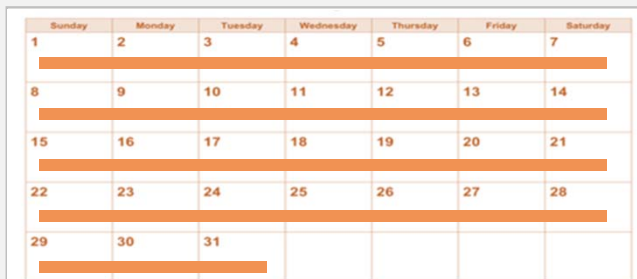 Sunday Monday Tuesday Wednesday Thursday Friday Saturday
1 2 3 4 5 6 7
8 9 10 11 12 13 14
15 16 17 18 19 20 21
22 23 24 25 26 27 28
29 30 31